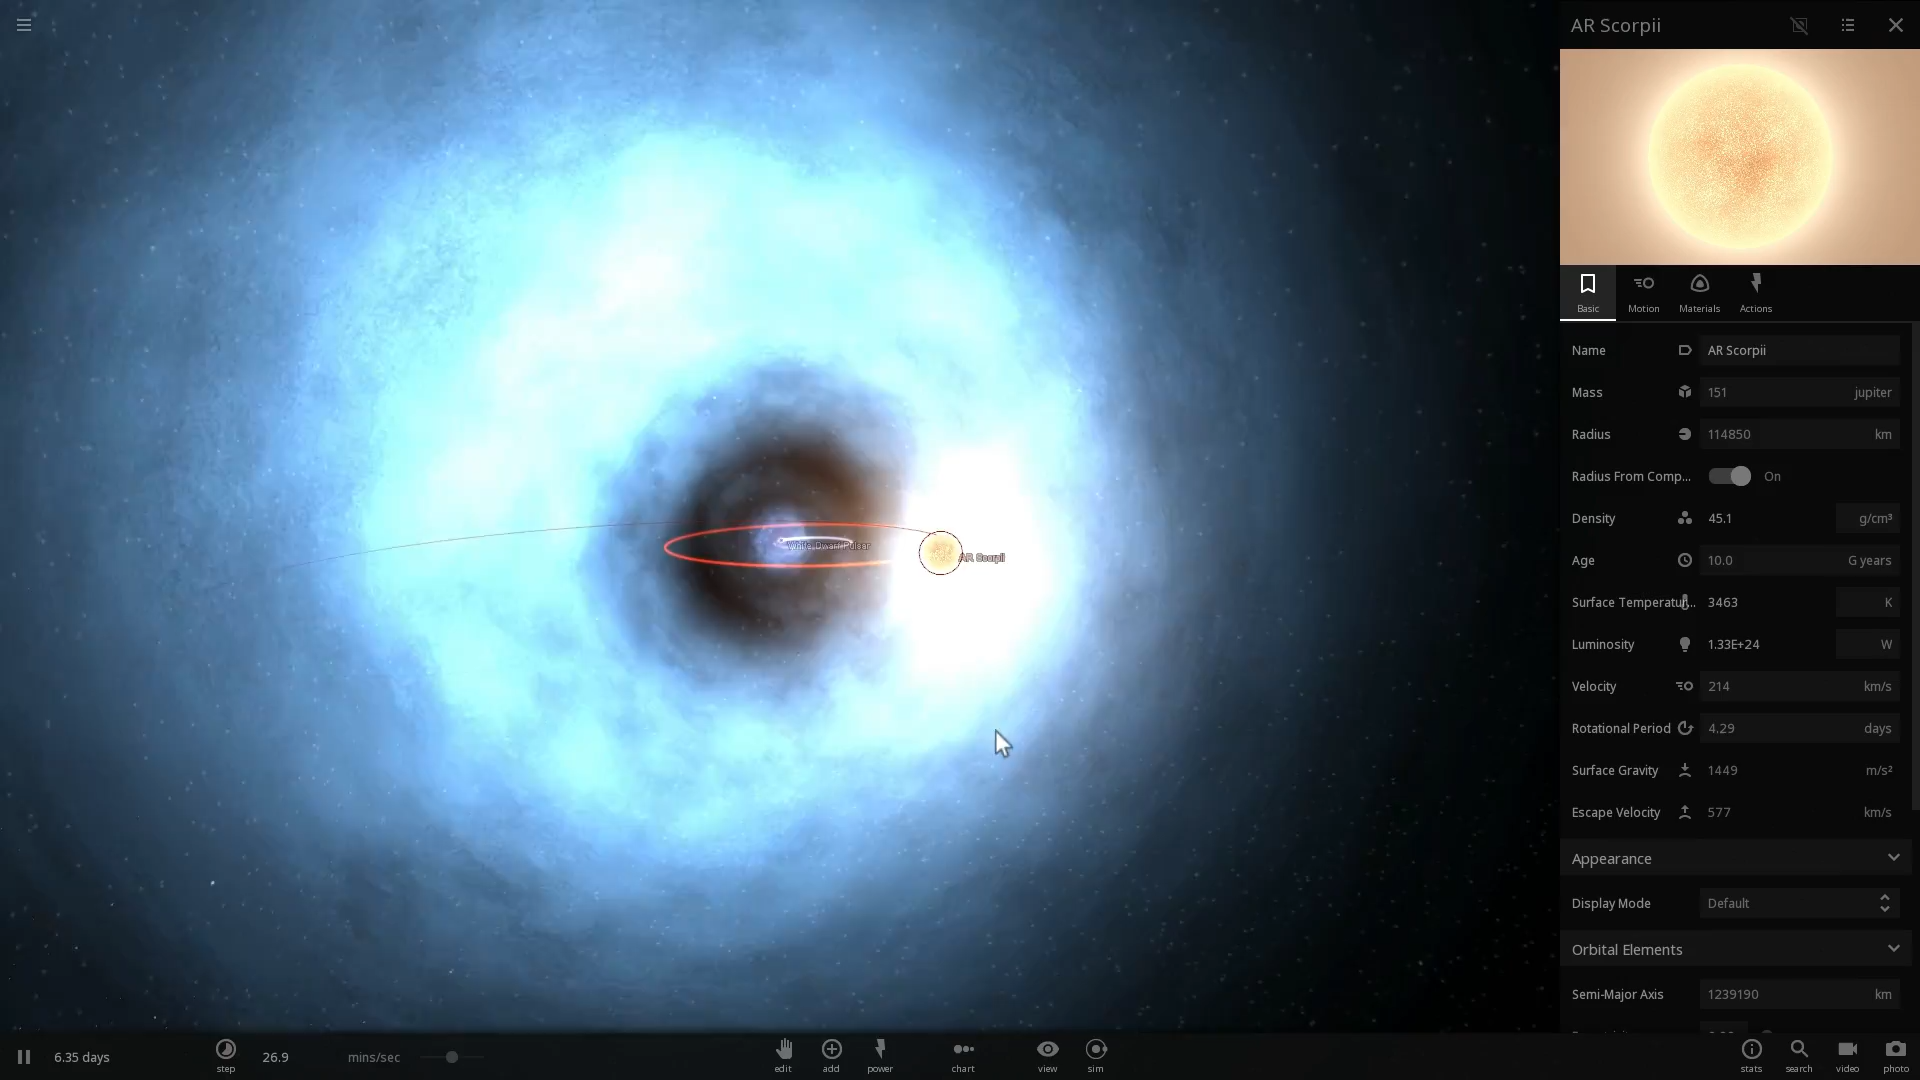 AR Scorpii
Basic
Motion
Materials
Actions
Name AR Scorpii
Mass 151 jupiter
Radius 114850 km
Radius From Comp... On
Density 45.1 g/cm³
Age 10.0 G years
Surface Temperatur... 3463 K
Luminosity 1.33E+24 W
Velocity 214 km/s
Rotational Period 4.29 days
Surface Gravity 1449 m/s²
Escape Velocity 577 km/s
Appearance
Display Mode Default
Orbital Elements
Semi-Major Axis 1239190 km
White Dwarf Pulsar
AR Scorpii
6.35 days
step
26.9 mins/sec
edit
add
power
chart
view
sim
stats
search
video
photo